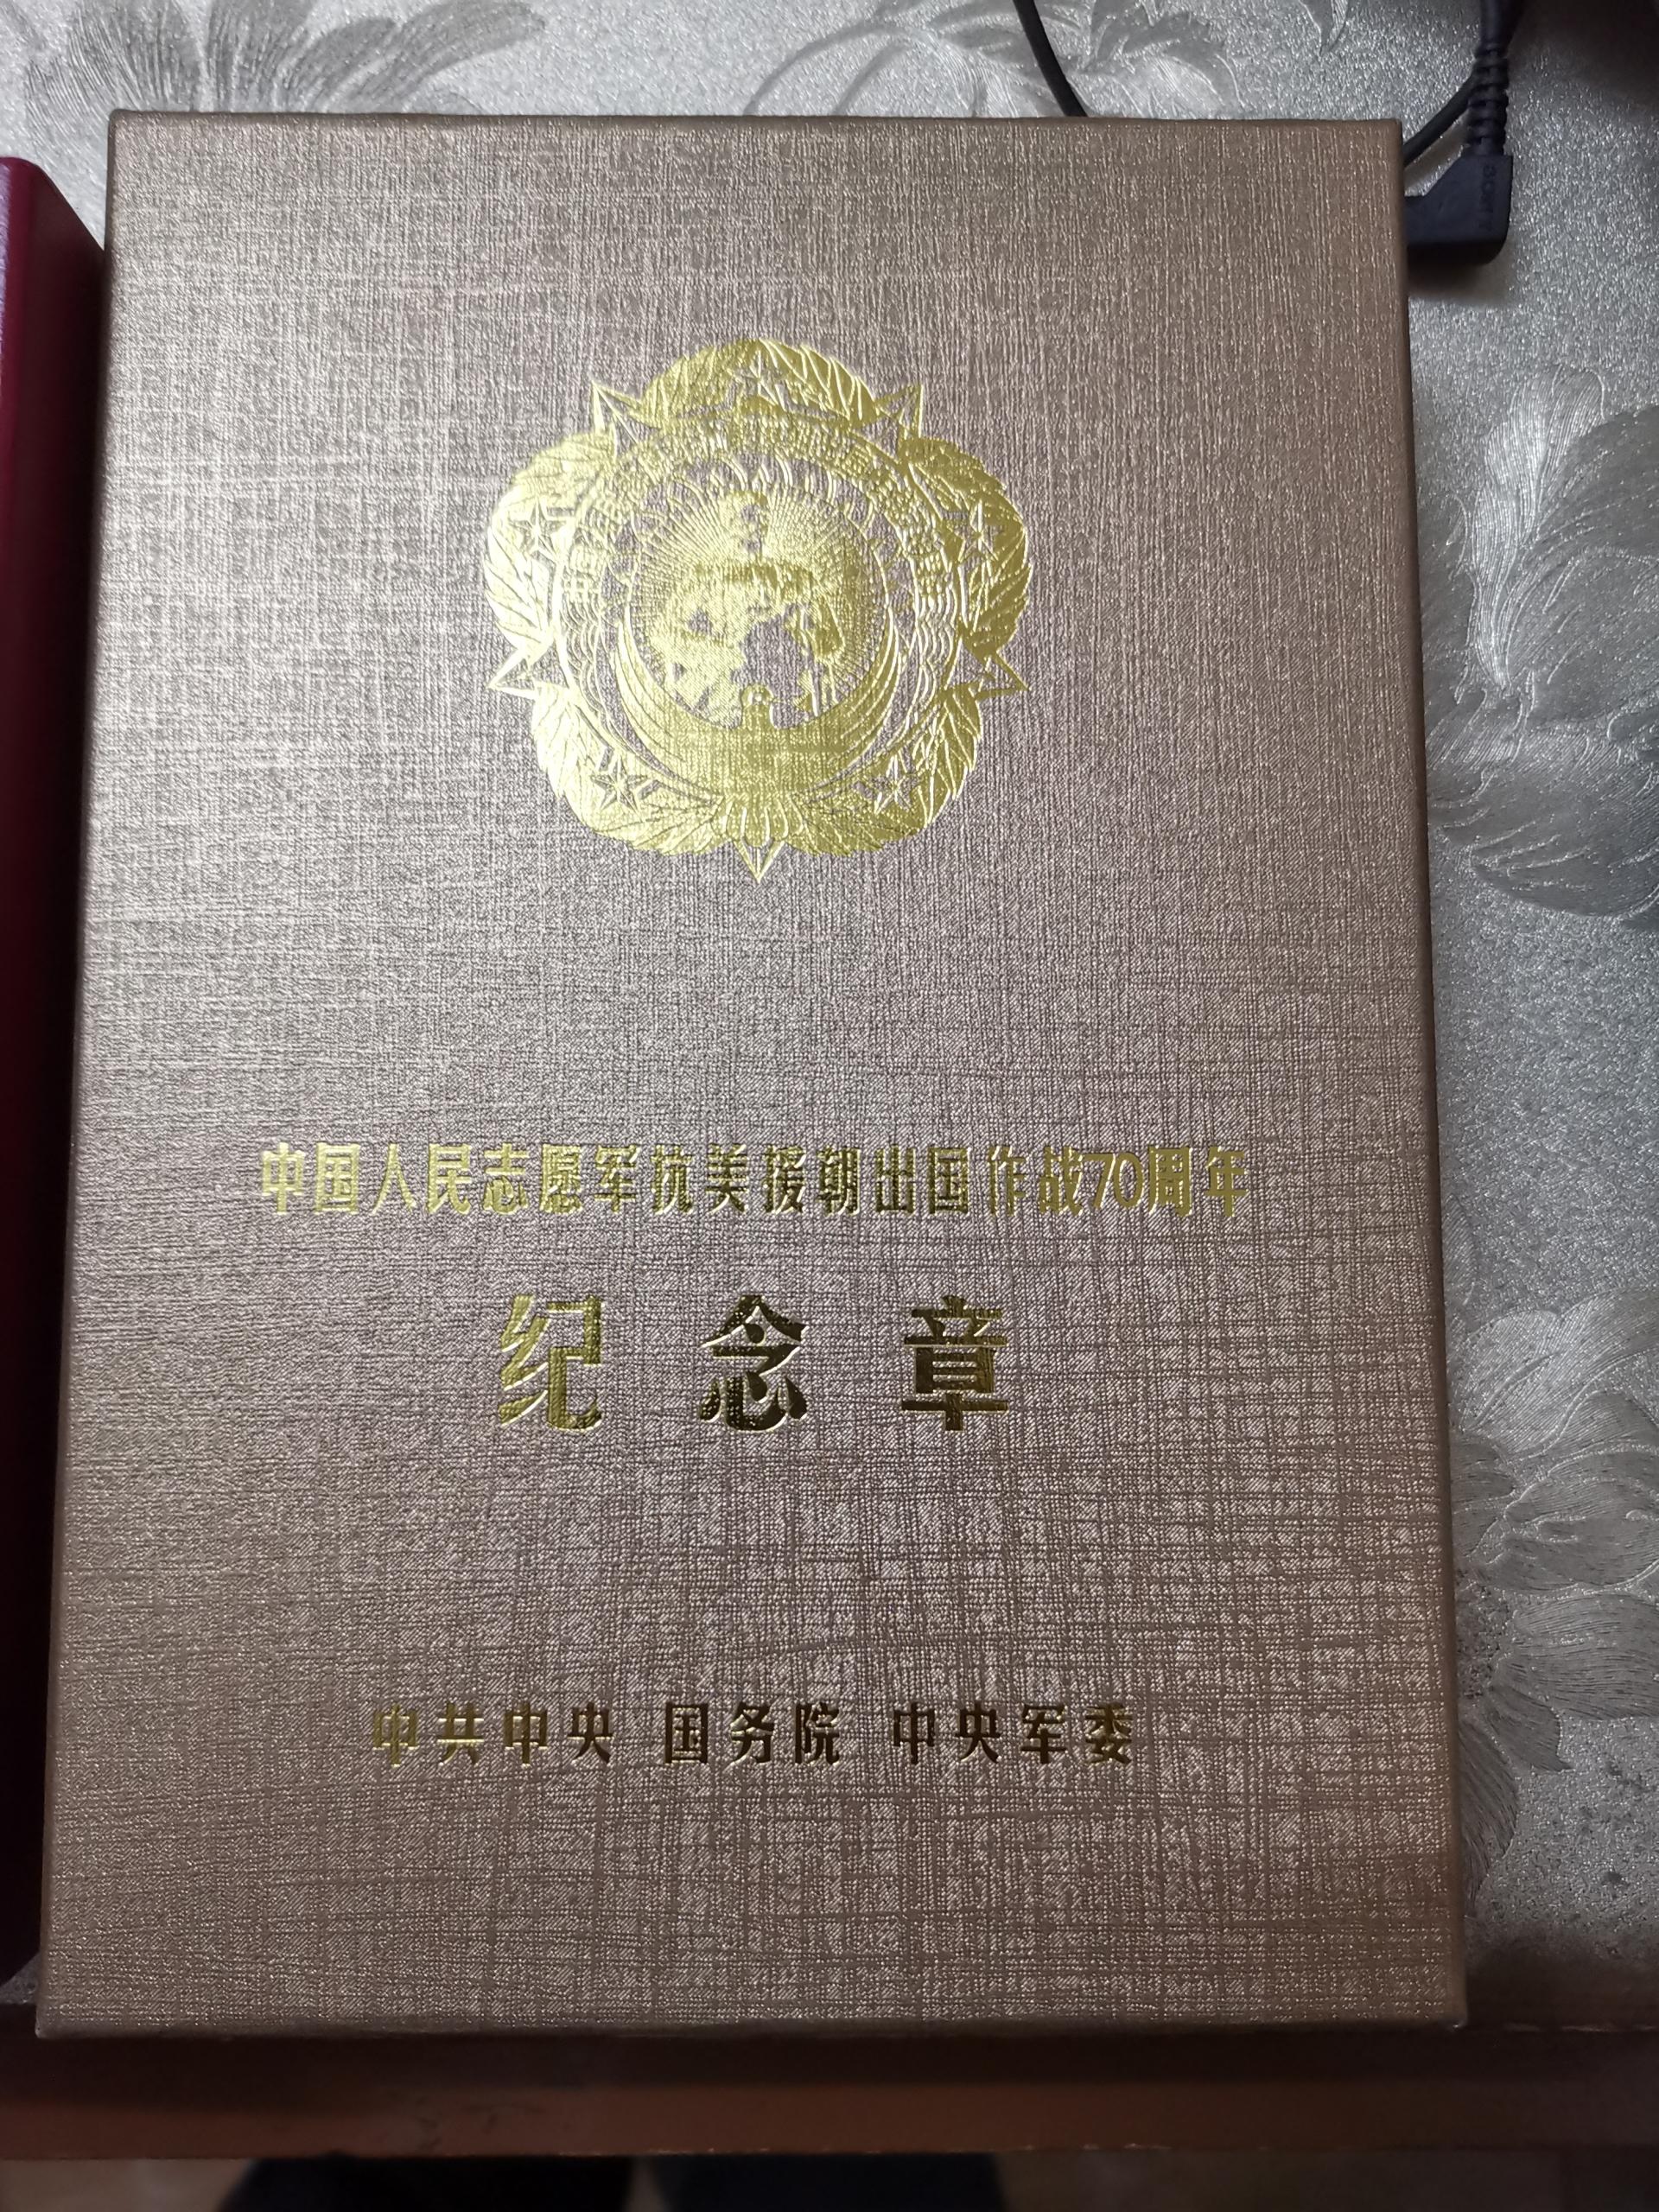 中国人民志愿军抗美援朝出国作战70周年
纪念章
中共中央 国务院 中央军委